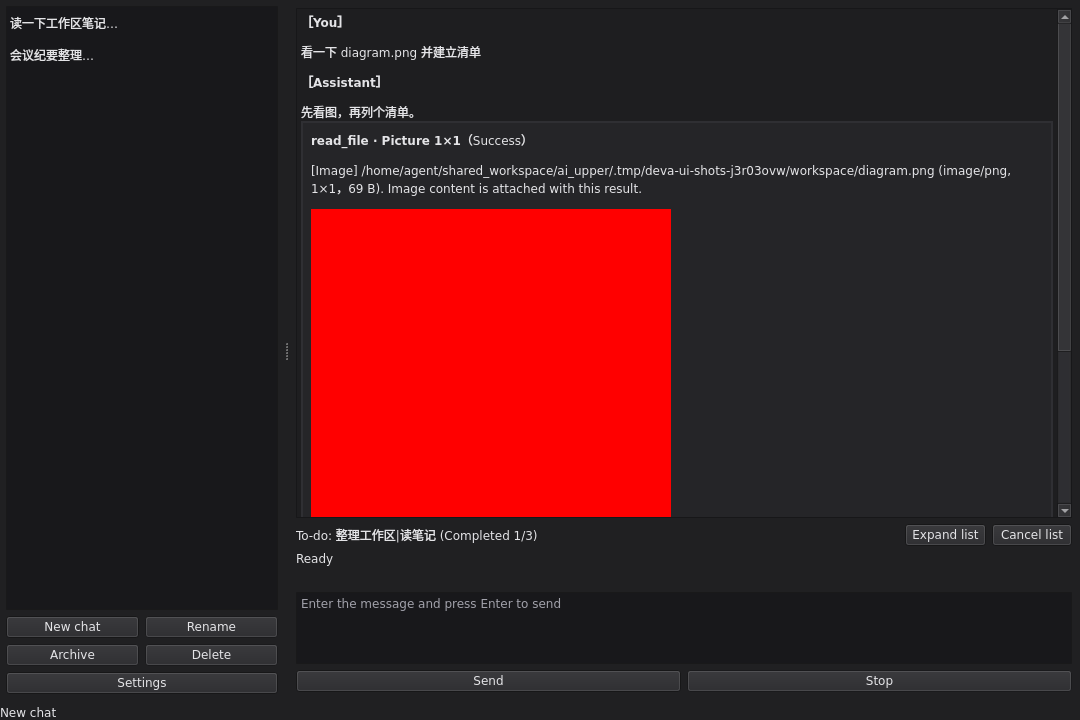 读一下工作区笔记...
会议纪要整理...
New chat
Rename
Archive
Delete
Settings
New chat
[You]
看一下 diagram.png 并建立清单
[Assistant]
先看图，再列个清单。
read_file · Picture 1×1（Success）
[Image] /home/agent/shared_workspace/ai_upper/.tmp/deva-ui-shots-j3r03ovw/workspace/diagram.png (image/png,
1×1，69 B). Image content is attached with this result.
To-do: 整理工作区|读笔记 (Completed 1/3)
Expand list
Cancel list
Ready
Enter the message and press Enter to send
Send
Stop